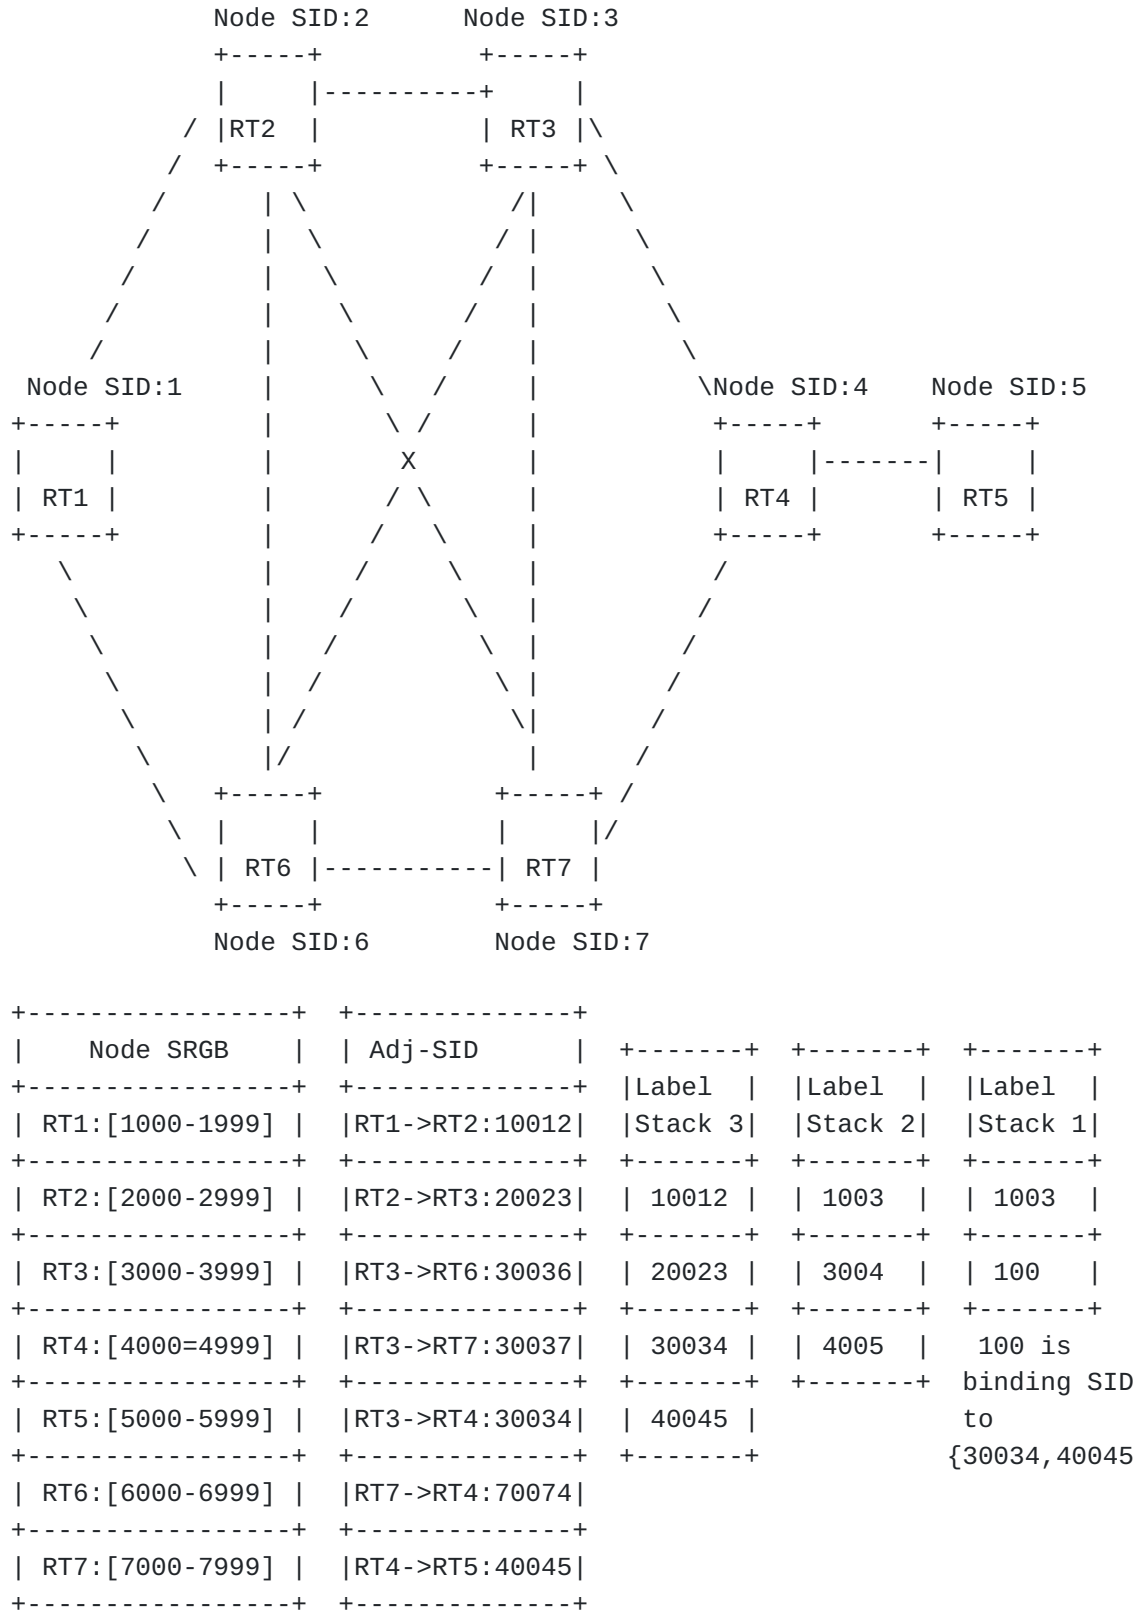 Node SID:2      Node SID:3
             +-----+          +-----+
             |     |----------+     |
           / |RT2  |          | RT3 |\
          /  +-----+          +-----+ \
         /      | \             /|     \
        /       |  \           / |      \
       /        |   \         /  |       \
      /         |    \       /   |        \
     /          |     \     /    |         \
 Node SID:1     |      \   /     |          \Node SID:4    Node SID:5
+-----+         |       \ /      |           +-----+       +-----+
|     |         |        X       |           |     |-------|     |
| RT1 |         |       / \      |           | RT4 |       | RT5 |
+-----+         |      /   \     |           +-----+       +-----+
   \            |     /     \    |           /
    \           |    /       \   |          /
     \          |   /         \  |         /
      \         |  /           \ |        /
       \        | /             \|       /
        \       |/               |      /
         \   +-----+           +-----+ /
          \  |     |           |     |/
           \ | RT6 |-----------| RT7 |
             +-----+           +-----+
             Node SID:6        Node SID:7
+-----------------+  +--------------+
|    Node SRGB    |  | Adj-SID      |  +-------+  +-------+  +-------+
+-----------------+  +--------------+  |Label  |  |Label  |  |Label  |
| RT1:[1000-1999] |  |RT1->RT2:10012|  |Stack 3|  |Stack 2|  |Stack 1|
+-----------------+  +--------------+  +-------+  +-------+  +-------+
| RT2:[2000-2999] |  |RT2->RT3:20023|  | 10012 |  | 1003  |  | 1003  |
+-----------------+  +--------------+  +-------+  +-------+  +-------+
| RT3:[3000-3999] |  |RT3->RT6:30036|  | 20023 |  | 3004  |  | 100   |
+-----------------+  +--------------+  +-------+  +-------+  +-------+
| RT4:[4000=4999] |  |RT3->RT7:30037|  | 30034 |  | 4005  |   100 is
+-----------------+  +--------------+  +-------+  +-------+  binding SID
| RT5:[5000-5999] |  |RT3->RT4:30034|  | 40045 |             to
+-----------------+  +--------------+  +-------+            {30034,40045
| RT6:[6000-6999] |  |RT7->RT4:70074|
+-----------------+  +--------------+
| RT7:[7000-7999] |  |RT4->RT5:40045|
+-----------------+  +--------------+